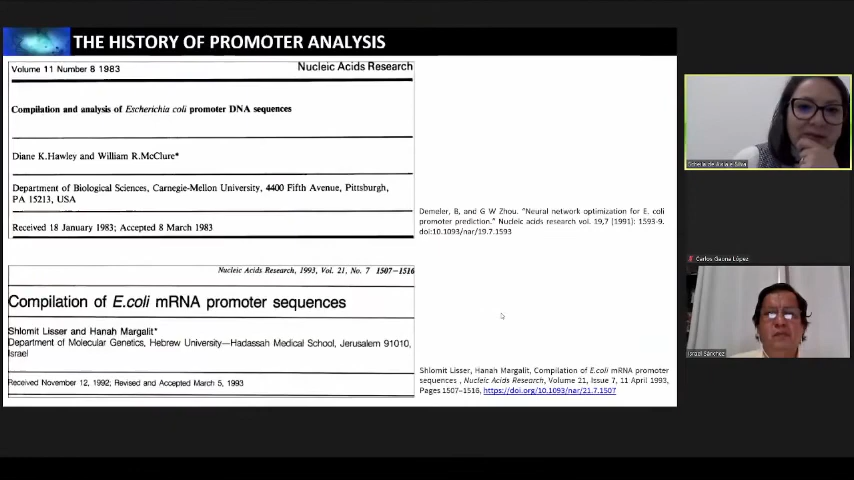 THE HISTORY OF PROMOTER ANALYSIS
Volume 11 Number 8 1983
Nucleic Acids Research
Compilation and analysis of Escherichia coli promoter DNA sequences
Diane K.Hawley and William R.McClure*
Department of Biological Sciences, Carnegie-Mellon University, 4400 Fifth Avenue, Pittsburgh,
PA 15213, USA
Received 18 January 1983; Accepted 8 March 1983
Demeler, B, and G W Zhou. "Neural network optimization for E. coli
promoter prediction." Nucleic acids research vol. 19,7 (1991): 1593-9.
doi:10.1093/nar/19.7.1593
Nucleic Acids Research, 1993, Vol. 21, No. 7 1507-1516
Compilation of E.coli mRNA promoter sequences
Shlomit Lisser and Hanah Margalit*
Department of Molecular Genetics, Hebrew University—Hadassah Medical School, Jerusalem 91010,
Israel
Received November 12, 1992; Revised and Accepted March 5, 1993
Shlomit Lisser, Hanah Margalit, Compilation of E.coli mRNA promoter
sequences , Nucleic Acids Research, Volume 21, Issue 7, 11 April 1993,
Pages 1507–1516, https://doi.org/10.1093/nar/21.7.1507
Carlos Gaona López
Sánchez